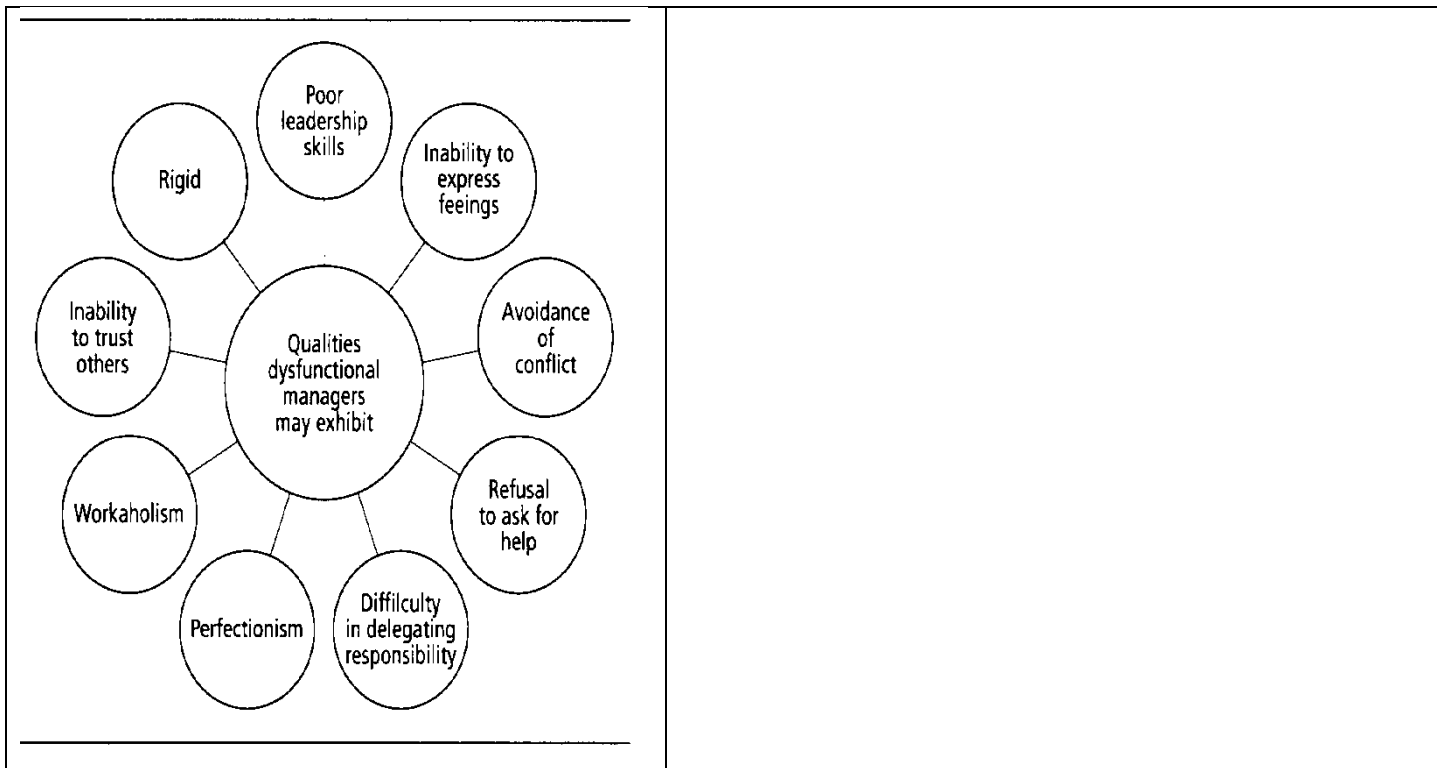 Poor
leadership
skills
Inability to
express
feeings
Avoidance
of
conflict
Refusal
to ask for
help
Diffilculty
in delegating
responsibility
Perfectionism
Workaholism
Inability
to trust
others
Rigid
Qualities
dysfunctional
managers
may exhibit